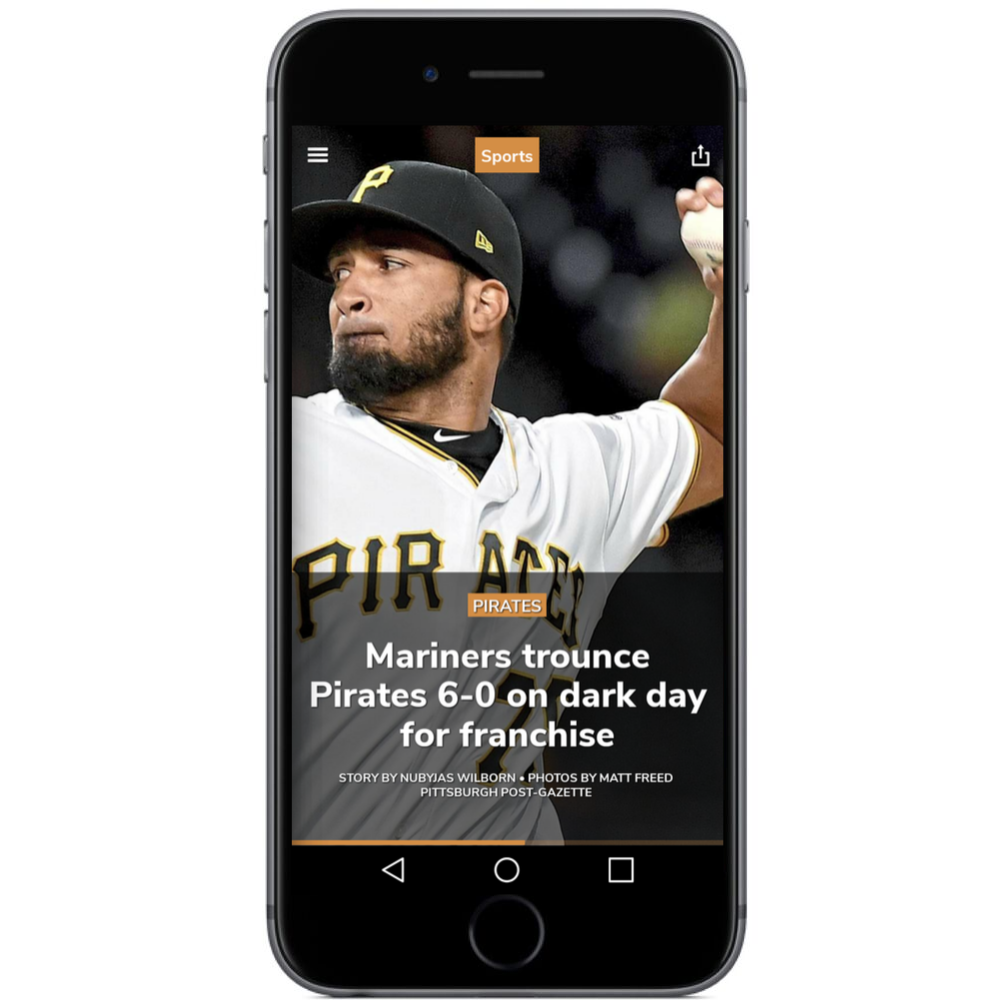 Sports
P
PIRATES
PIRATES
Mariners trounce
Pirates 6-0 on dark day
for franchise
STORY BY NUBYJAS WILBORN • PHOTOS BY MATT FREED
PITTSBURGH POST-GAZETTE